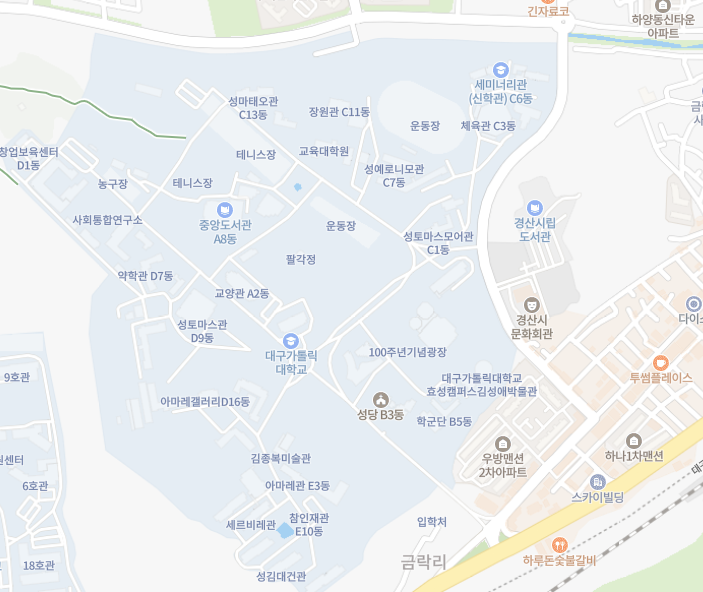 긴자료코
하양동신타운
아파트
세미너리관
(신학관) C6동
성마태오관
C13동
장원관 C11동
운동장
체육관 C3동
창업보육센터
D1동
테니스장
교육대학원
성예로니모관
C7동
농구장
테니스장
사회통합연구소
중앙도서관
A8동
운동장
경산시립
도서관
성토마스모어관
C1동
팔각정
약학관 D7동
교양관 A2동
경산시
문화회관
성토마스관
D9동
대구가톨릭
대학교
100주년기념광장
투썸플레이스
9호관
대구가톨릭대학교
효성캠퍼스김성애박물관
아마레갤러리D16동
성당 B3동
학군단 B5동
김종복미술관
우방맨션
2차아파트
하나1차맨션
6호관
아마레관 E3동
스카이빌딩
세르비레관
참인재관
E10동
입학처
금락리
하루돈숯불갈비
18호관
성김대건관